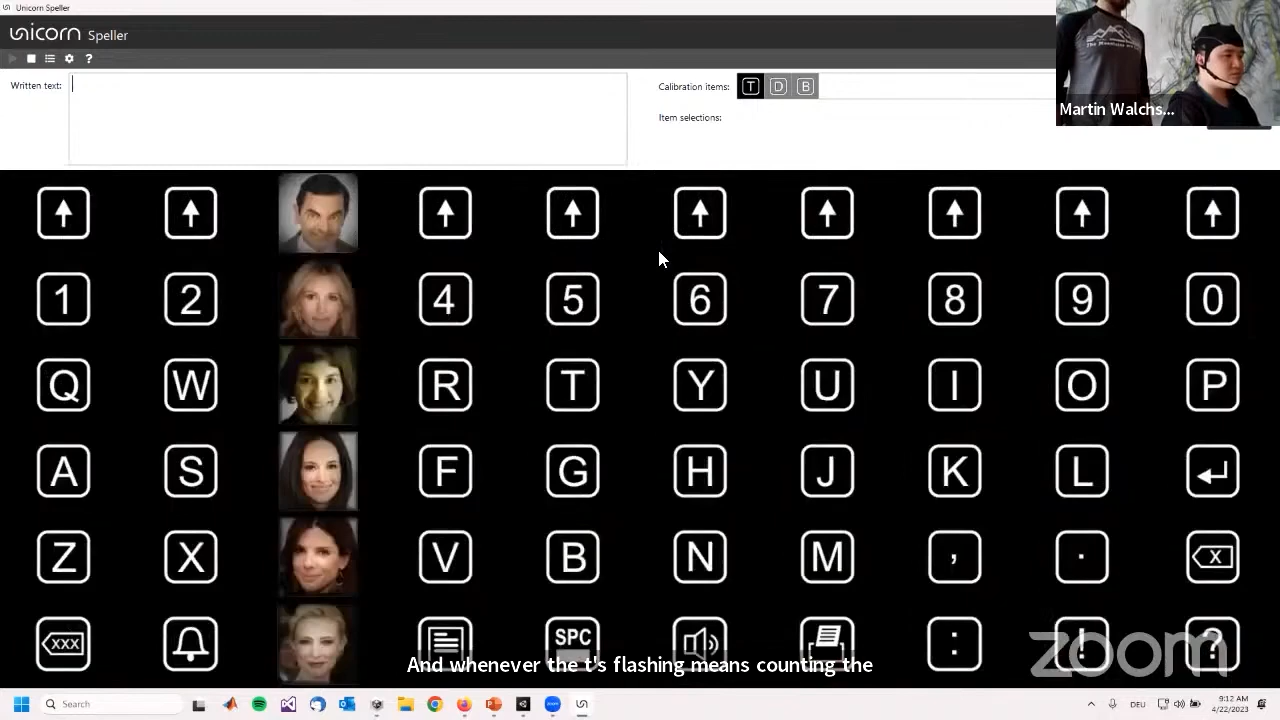 Unicorn Speller
unicorn Speller
?
Written text:
Calibration items: T D B
Item selections:
Martin Walchs...
1 2 4 5 6 7 8 9 0
Q W R T Y U I O P
A S F G H J K L
Z X V B N M , . X
XXX SPC : ! ?
And whenever the t's flashing means counting the
zoom
Search
DEU
9:12 AM
4/22/2023